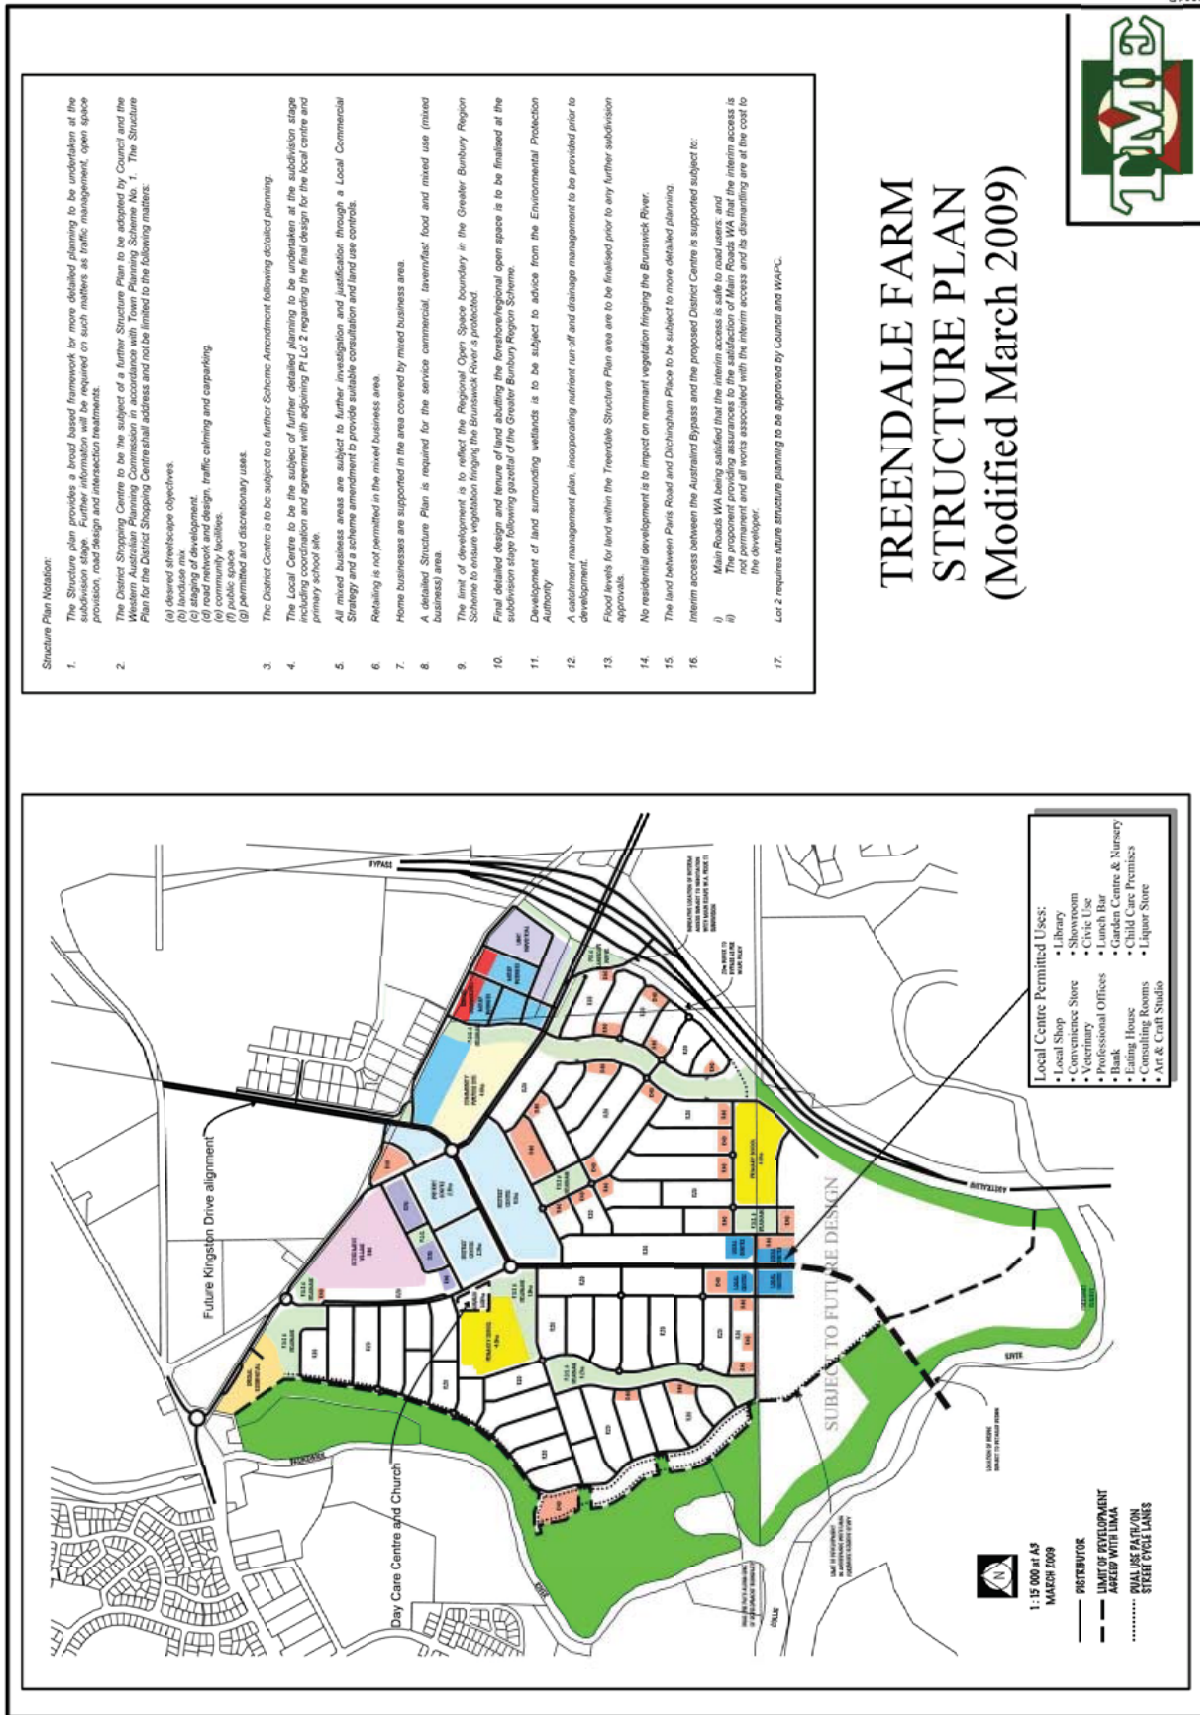 Structure Plan Notation:
1. The Structure plan provides a broad based framework for more detailed planning to be undertaken at the
subdivision stage. Further information will be required on such matters as traffic management, open space
provision, road design and intersection treatments.
2. The District Shopping Centre to be the subject of a further Structure Plan to be adopted by Council and the
Western Australian Planning Commission in accordance with Town Planning Scheme No. 1. The Structure
Plan for the District Shopping Centre shall address and not be limited to the following matters:
(a) desired streetscape objectives.
(b) landuse mix
(c) staging of development.
(d) road network and design, traffic calming and carparking.
(e) community facilities.
(f) public space
(g) permitted and discretionary uses.
3. The District Centre is to be subject to a further Scheme Amendment following detailed planning.
4. The Local Centre to be the subject of further detailed planning to be undertaken at the subdivision stage
including coordination and agreement with adjoining Pt Lot 2 regarding the final design for the local centre and
primary school site.
5. All mixed business areas are subject to further investigation and justification through a Local Commercial
Strategy and a scheme amendment to provide suitable consultation and land use controls.
6. Retailing is not permitted in the mixed business area.
7. Home businesses are supported in the area covered by mixed business area.
8. A detailed Structure Plan is required for the service commercial, tavern/fast food and mixed use (mixed
business) area.
9. The limit of development is to reflect the Regional Open Space boundary in the Greater Bunbury Region
Scheme to ensure vegetation fringing the Brunswick River is protected.
10. Final detailed design and tenure of land abutting the foreshore/regional open space is to be finalised at the
subdivision stage following gazettal of the Greater Bunbury Region Scheme.
11. Development of land surrounding wetlands is to be subject to advice from the Environmental Protection
Authority
12. A catchment management plan, incorporating nutrient run-off and drainage management to be provided prior to
development.
13. Flood levels for land within the Treendale Structure Plan area are to be finalised prior to any further subdivision
approvals.
14. No residential development is to impact on remnant vegetation fringing the Brunswick River.
15. The land between Paris Road and Ditchingham Place to be subject to more detailed planning.
16. Interim access between the Australind Bypass and the proposed District Centre is supported subject to:
i) Main Roads WA being satisfied that the interim access is safe to road users; and
ii) The proponent providing assurances to the satisfaction of Main Roads WA that the interim access is
not permanent and all works associated with the interim access and its dismantling are at the cost to
the developer.
17. Lot 2 requires future structure planning to be approved by Council and WAPC.
TREENDALE FARM
STRUCTURE PLAN
(Modified March 2009)
TME
Future Kingston Drive alignment
Day Care Centre and Church
BYPASS
AUSTRALIND
SUBJECT TO FUTURE DESIGN
RIVER
RIVER
BRUNSWICK
COLLIE
PRIMARY SCHOOL
PRIMARY SCHOOL
DISTRICT CENTRE
DISTRICT CENTRE
LOCAL CENTRE
Local Centre Permitted Uses:
• Local Shop
• Convenience Store
• Veterinary
• Professional Offices
• Bank
• Eating House
• Consulting Rooms
• Art & Craft Studio
• Library
• Showroom
• Civic Use
• Lunch Bar
• Garden Centre & Nursery
• Child Care Premises
• Liquor Store
N
1:15 000 at A3
MARCH 2009
DISTRIBUTOR
LIMIT OF DEVELOPMENT
AGREED WITH LIMA
DUAL USE PATH/ON
STREET CYCLE LANES